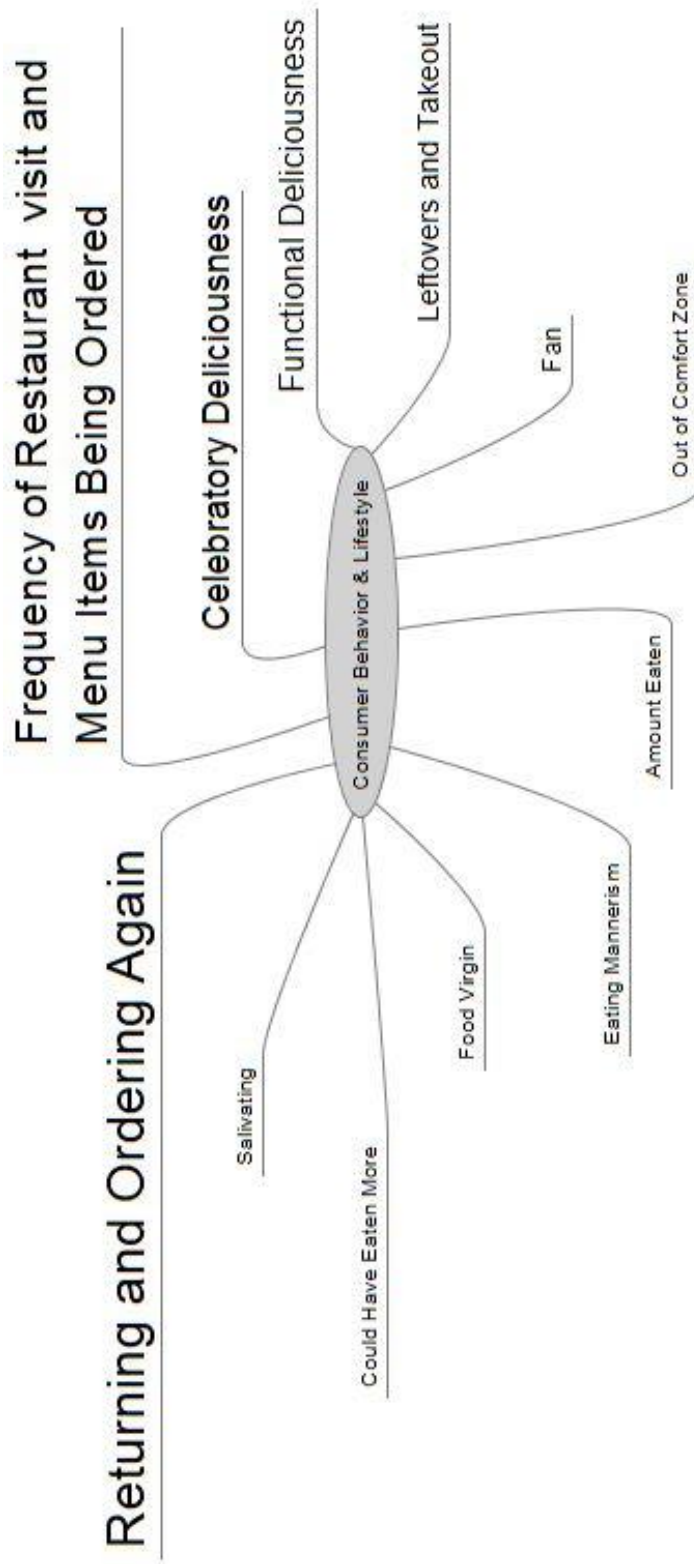 Frequency of Restaurant visit and
Menu Items Being Ordered
Returning and Ordering Again
Celebratory Deliciousness
Functional Deliciousness
Leftovers and Takeout
Fan
Out of Comfort Zone
Consumer Behavior & Lifestyle
Salivating
Could Have Eaten More
Food Virgin
Eating Mannerism
Amount Eaten